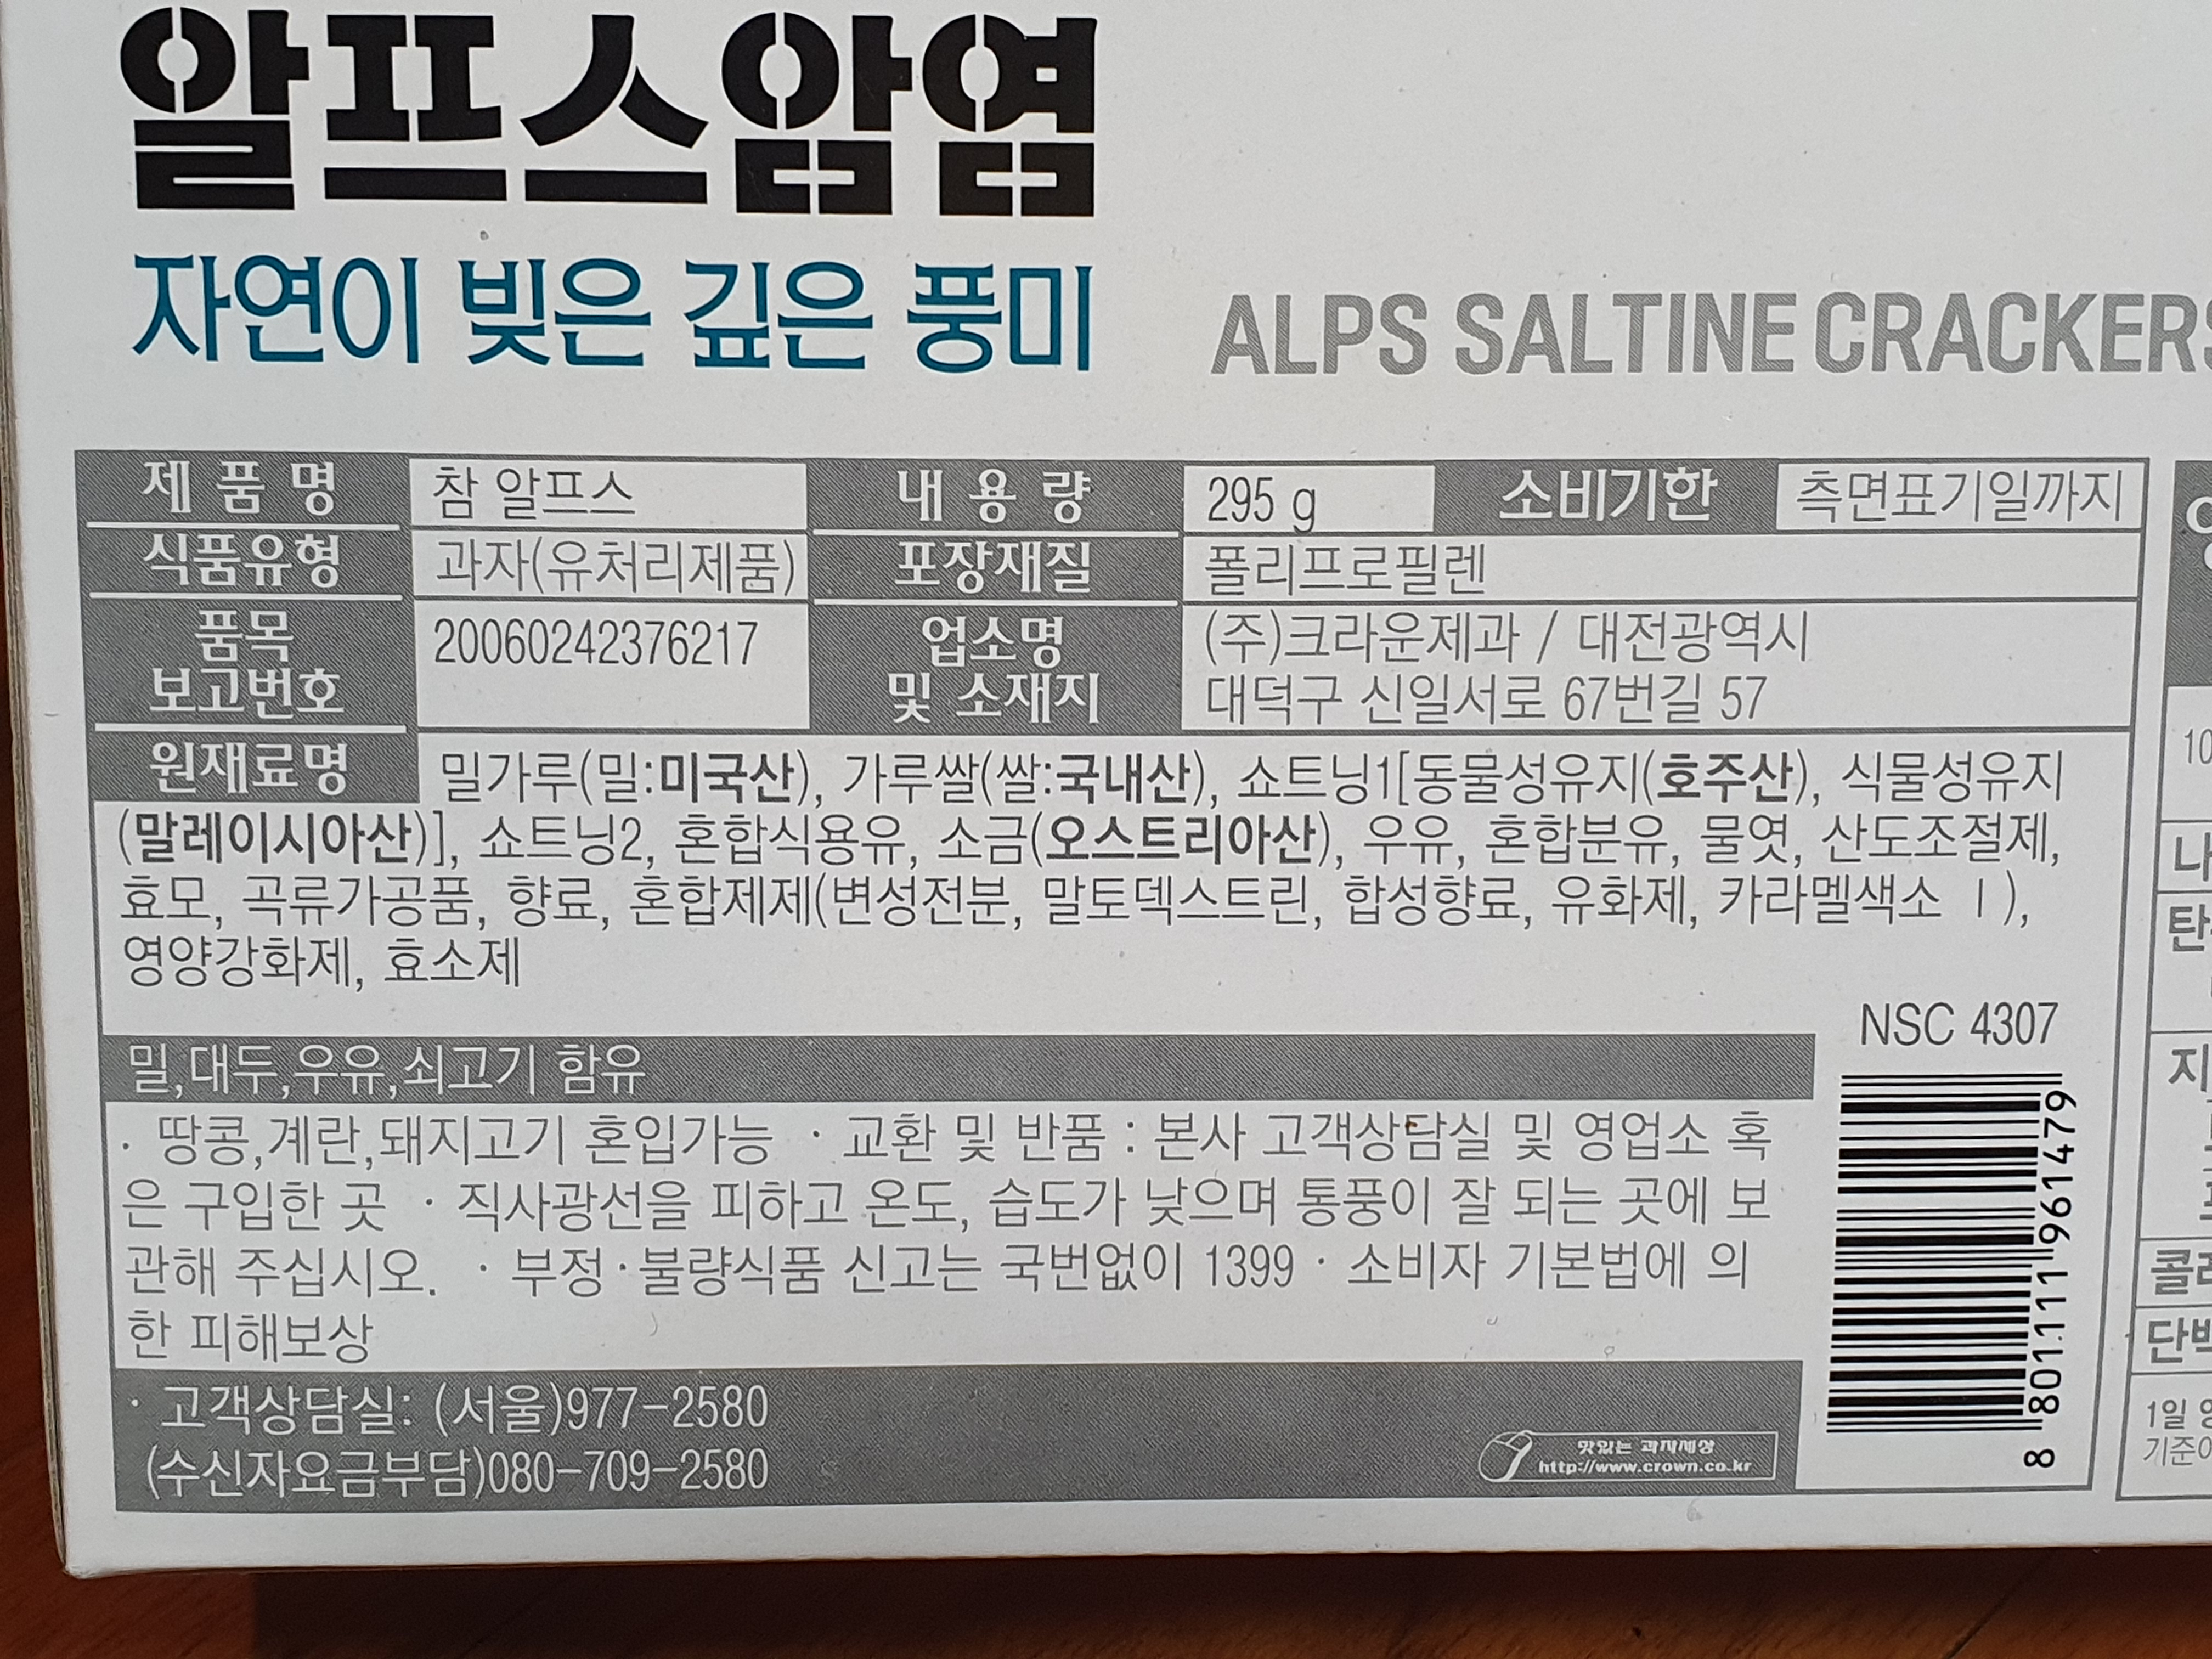 알프스암염
자연이 빚은 깊은 풍미
ALPS SALTINE CRACKERS
제 품 명 참 알프스 내 용 량 295 g 소비기한 측면표기일까지
식품유형 과자(유처리제품) 포장재질 폴리프로필렌
품목 보고번호 20060242376217 업소명 및 소재지 (주)크라운제과 / 대전광역시
대덕구 신일서로 67번길 57
원재료명 밀가루(밀:미국산), 가루쌀(쌀:국내산), 쇼트닝1[동물성유지(호주산), 식물성유지
(말레이시아산)], 쇼트닝2, 혼합식용유, 소금(오스트리아산), 우유, 혼합분유, 물엿, 산도조절제,
효모, 곡류가공품, 향료, 혼합제제(변성전분, 말토덱스트린, 합성향료, 유화제, 카라멜색소 Ⅰ),
영양강화제, 효소제
NSC 4307
밀,대두,우유,쇠고기 함유
· 땅콩,계란,돼지고기 혼입가능 · 교환 및 반품 : 본사 고객상담실 및 영업소 혹
은 구입한 곳 · 직사광선을 피하고 온도, 습도가 낮으며 통풍이 잘 되는 곳에 보
관해 주십시오. · 부정·불량식품 신고는 국번없이 1399 · 소비자 기본법에 의
한 피해보상
· 고객상담실: (서울)977-2580
(수신자요금부담)080-709-2580
맛있는 과자세상
http://www.crown.co.kr
8 801111 961479
10
나
탄
지
콜레
단백
1일 영
기준이